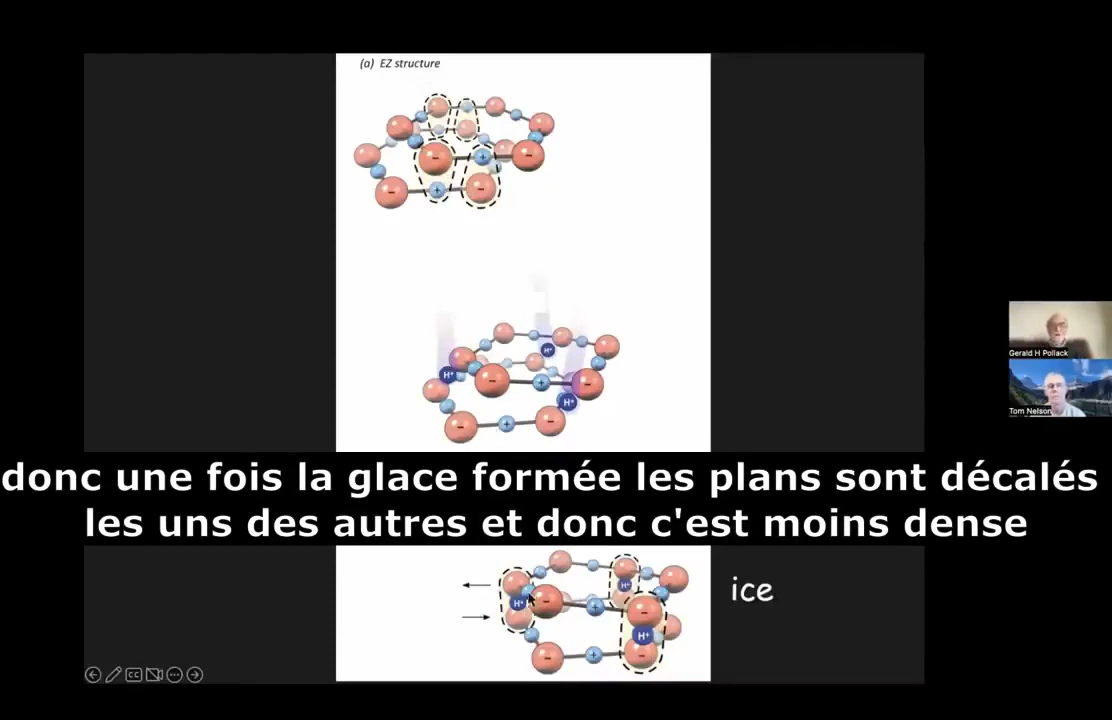 (a) EZ structure
-
+
-
-
+
-
H⁺
H⁺
-
+
-
H⁺
-
+
-
Gerald H Pollack
Tom Nelson
donc une fois la glace formée les plans sont décalés
les uns des autres et donc c'est moins dense
H⁺
ice
H⁺
-
+
-
H⁺
-
+
-
CC